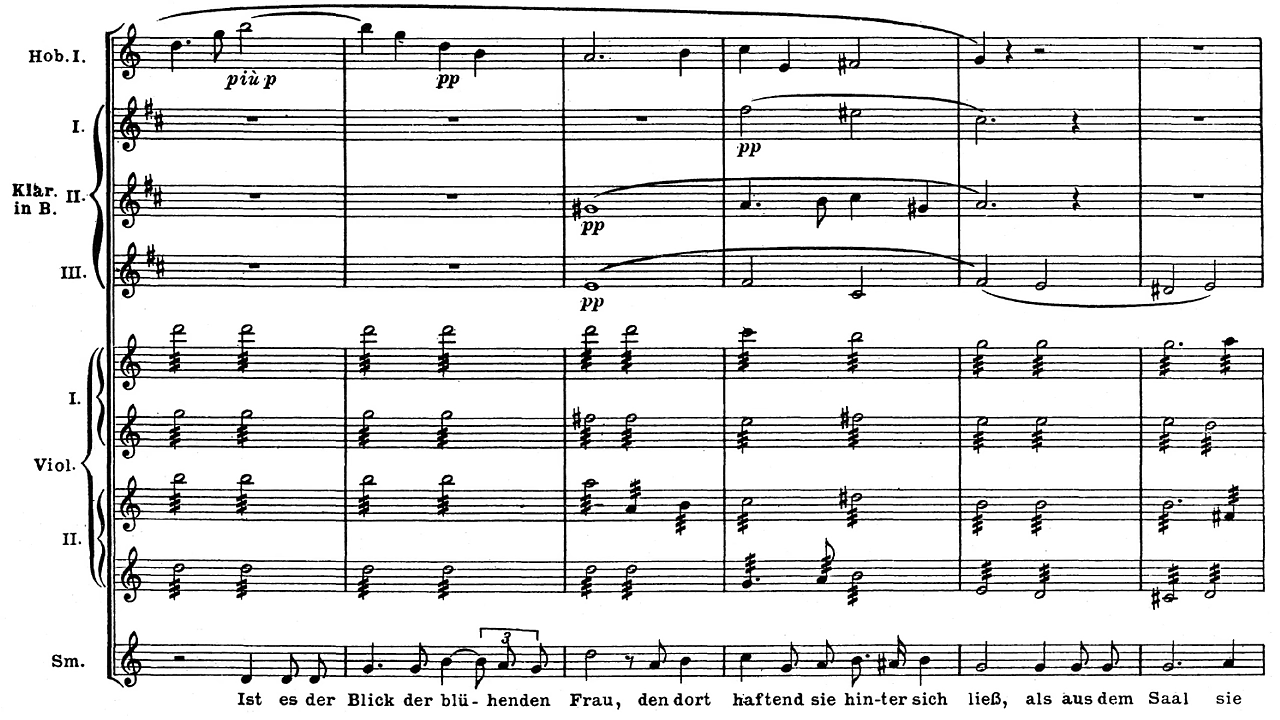 Hob. I.
più p
pp
I.
pp
Klar. in B.
II.
pp
III.
pp
I.
Viol.
II.
3
Sm.
Ist es der Blick der blü - henden Frau, den dort haftend sie hin-ter sich ließ, als aus dem Saal sie